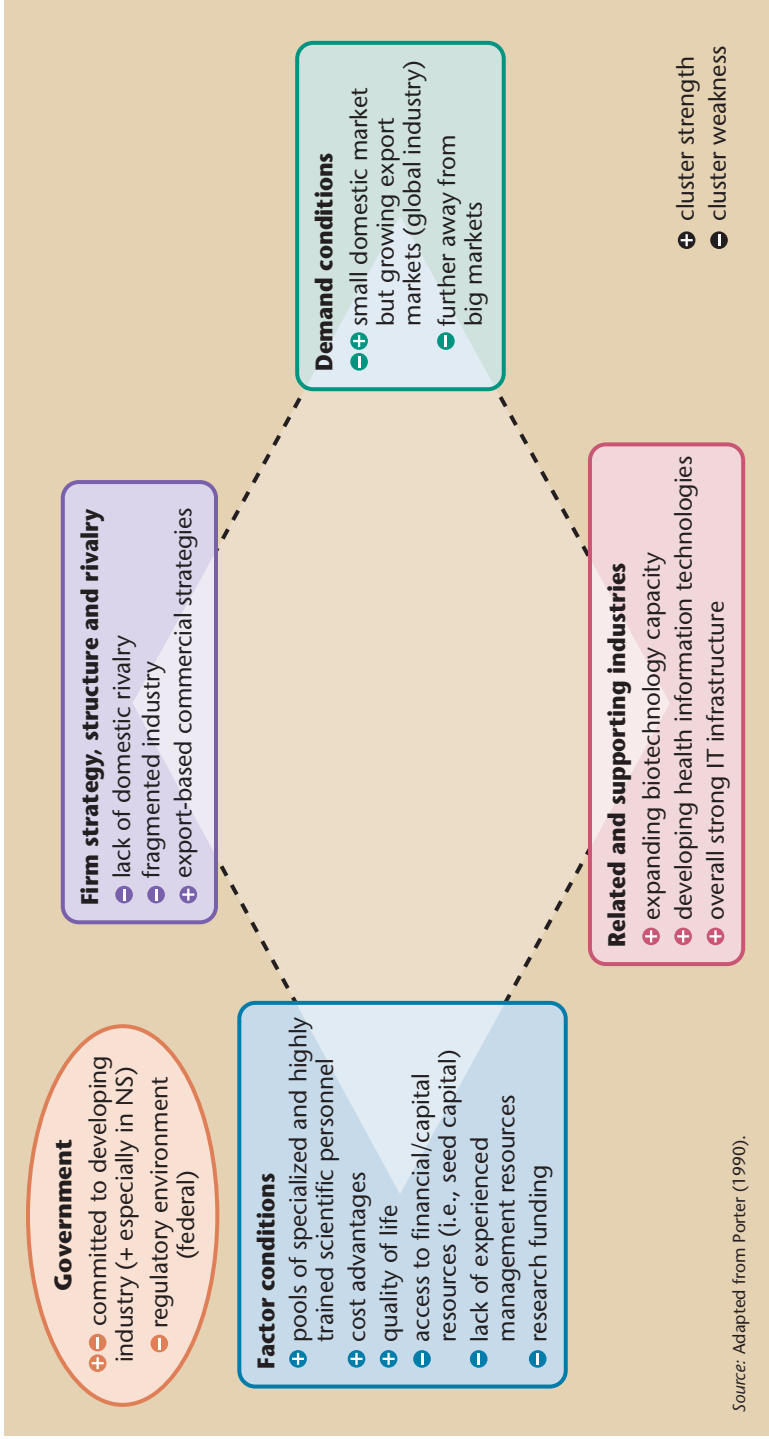 Government
+ − committed to developing
industry (+ especially in NS)
− regulatory environment
(federal)
Firm strategy, structure and rivalry
− lack of domestic rivalry
− fragmented industry
+ export-based commercial strategies
Factor conditions
+ pools of specialized and highly
trained scientific personnel
+ cost advantages
+ quality of life
− access to financial/capital
resources (i.e., seed capital)
− lack of experienced
management resources
− research funding
Demand conditions
− + small domestic market
but growing export
markets (global industry)
− further away from
big markets
Related and supporting industries
+ expanding biotechnology capacity
+ developing health information technologies
+ overall strong IT infrastructure
+ cluster strength
− cluster weakness
Source: Adapted from Porter (1990).